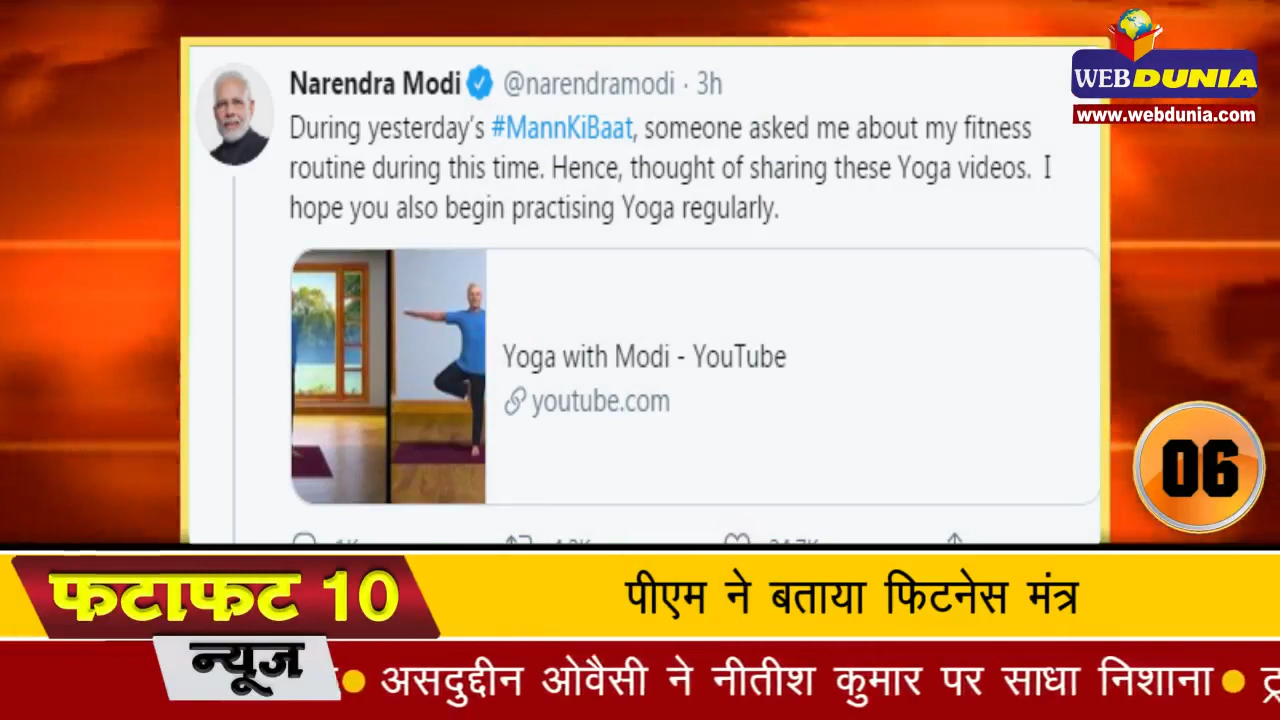 Narendra Modi @narendramodi · 3h
During yesterday's #MannKiBaat, someone asked me about my fitness
routine during this time. Hence, thought of sharing these Yoga videos. I
hope you also begin practising Yoga regularly.
Yoga with Modi - YouTube
youtube.com
WEBDUNIA
www.webdunia.com
06
फटाफट 10
न्यूज
पीएम ने बताया फिटनेस मंत्र
असदुद्दीन ओवैसी ने नीतीश कुमार पर साधा निशाना